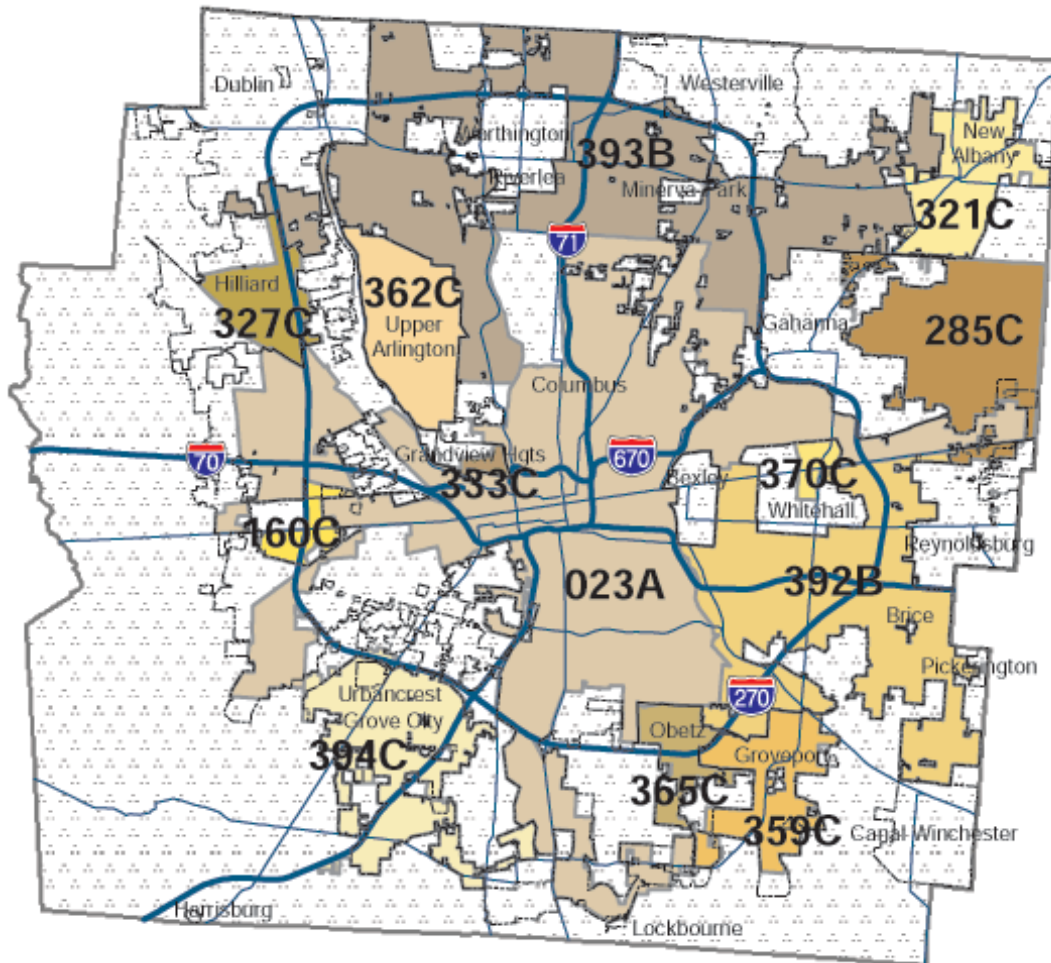 Dublin
Westerville
Worthington
New
Albany
393B
Riverlea
Minerva Park
321C
71
Hilliard
362C
327C
Upper
Arlington
Gahanna
285C
Columbus
Grandview Hgts
670
70
333C
Bexley
370C
Whitehall
160C
Reynoldsburg
023A
392B
Brice
Pickerington
Urbancrest
270
Grove City
Obetz
394C
Groveport
365C
359C
Canal Winchester
Harrisburg
Lockbourne